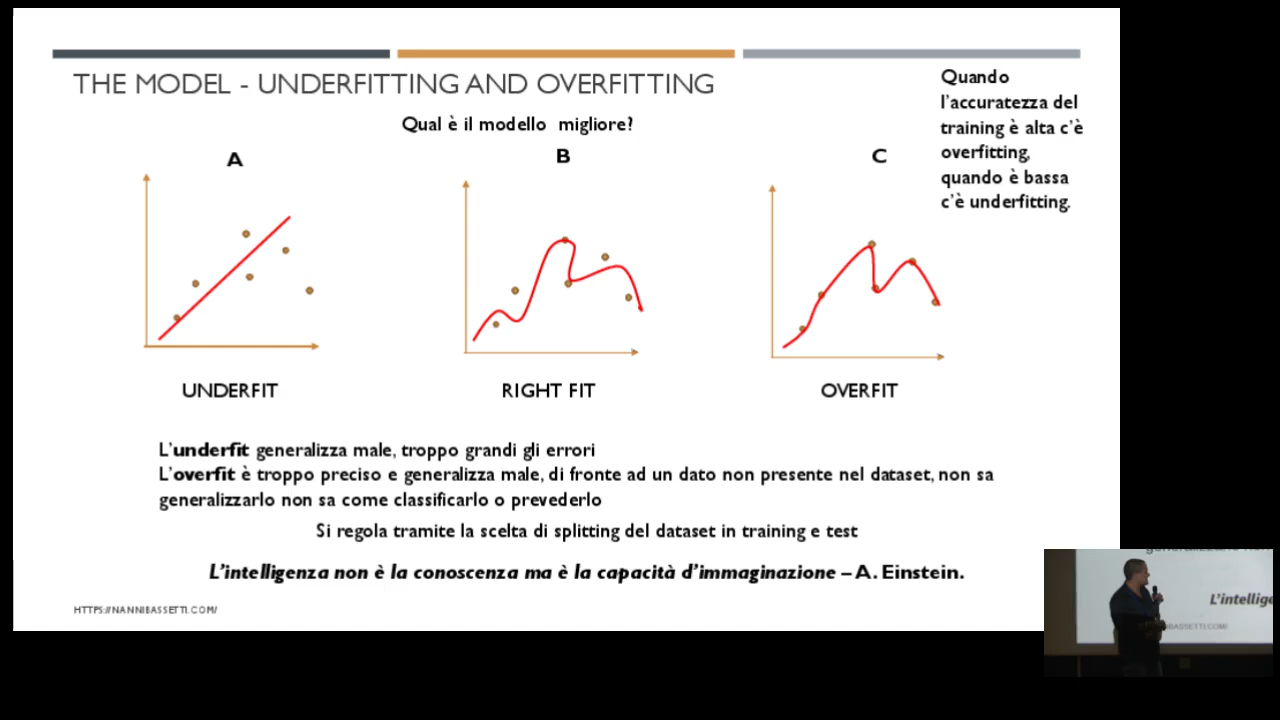 THE MODEL - UNDERFITTING AND OVERFITTING
Quando
l'accuratezza del
training è alta c'è
overfitting,
quando è bassa
c'è underfitting.
Qual è il modello migliore?
A
B
C
UNDERFIT
RIGHT FIT
OVERFIT
L'underfit generalizza male, troppo grandi gli errori
L'overfit è troppo preciso e generalizza male, di fronte ad un dato non presente nel dataset, non sa
generalizzarlo non sa come classificarlo o prevederlo
Si regola tramite la scelta di splitting del dataset in training e test
L'intelligenza non è la conoscenza ma è la capacità d'immaginazione – A. Einstein.
HTTPS://NANNIBASSETTI.COM/
L'intellige